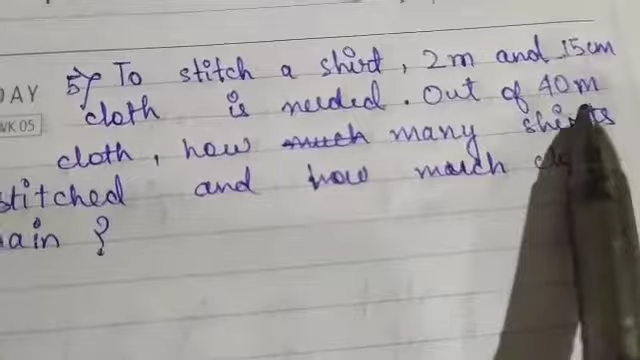 DAY
WK 05
5) To stitch a shirt, 2m and 15cm
cloth is needed. Out of 40m
cloth, how much many shirts
stitched and how much
ain ?